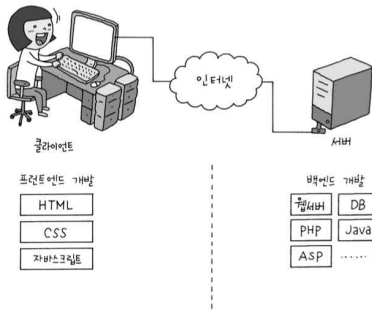 인터넷
클라이언트
서버
프런트엔드 개발
HTML
CSS
자바스크립트
백엔드 개발
웹서버 DB
PHP Java
ASP ……